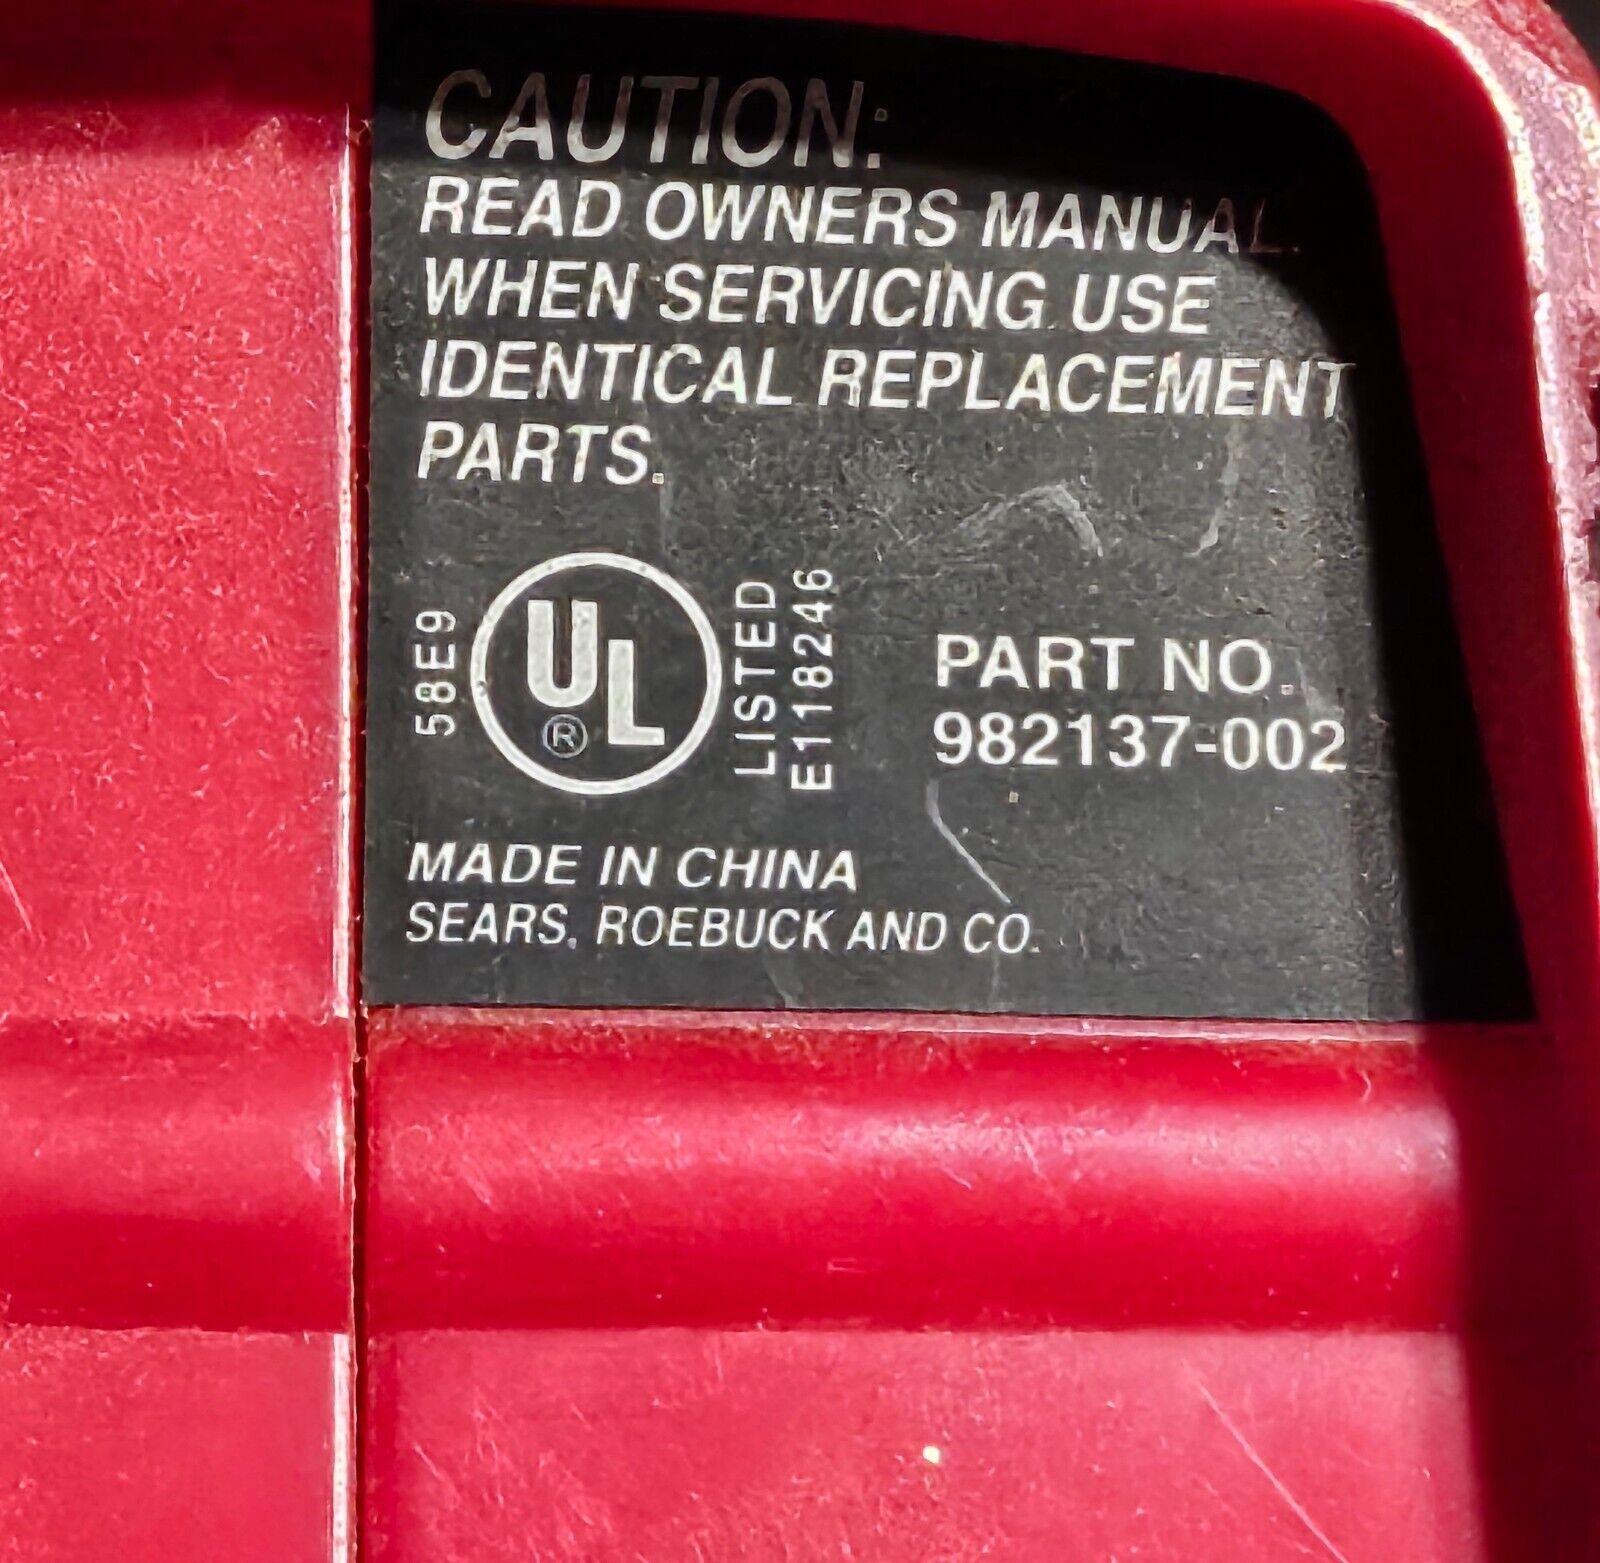 CAUTION:
READ OWNERS MANUAL.
WHEN SERVICING USE
IDENTICAL REPLACEMENT
PARTS.
58E9
UL
®
LISTED
E118246
PART NO.
982137-002
MADE IN CHINA
SEARS, ROEBUCK AND CO.